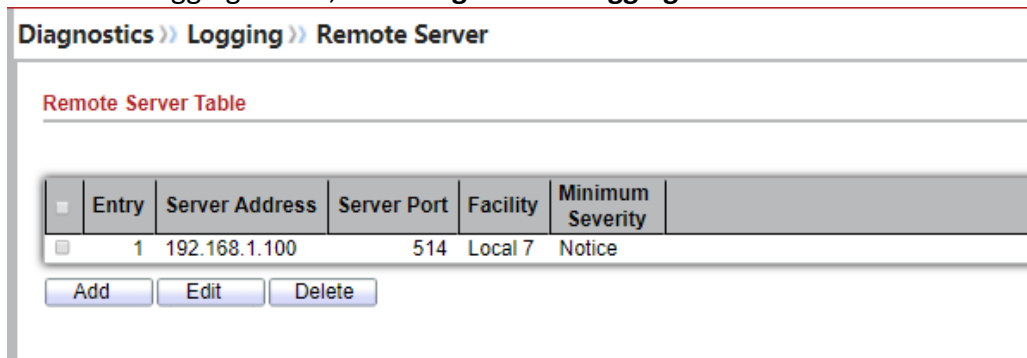 Diagnostics » Logging » Remote Server
Remote Server Table
Entry Server Address Server Port Facility Minimum Severity
1 192.168.1.100 514 Local 7 Notice
Add Edit Delete